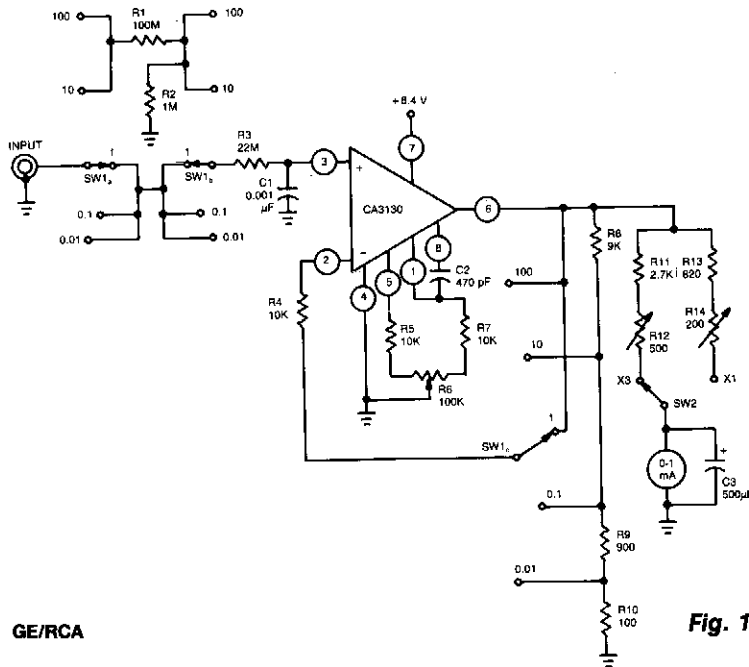 R1
100M
100
100
10
10
R2
1M
+8.4 V
INPUT
1
1
SW1a
SW1b
R3
22M
0.1
0.01
0.1
0.01
C1
0.001
µF
3
7
+
CA3130
6
2
−
4
5
1
8
C2
470 pF
R4
10K
R5
10K
R7
10K
R6
100K
100
10
1
SW1c
R8
9K
R11
2.7K
R13
820
R12
500
R14
200
X3
X1
SW2
0-1
mA
+
C3
500µ
0.1
R9
900
0.01
R10
100
GE/RCA
Fig. 1